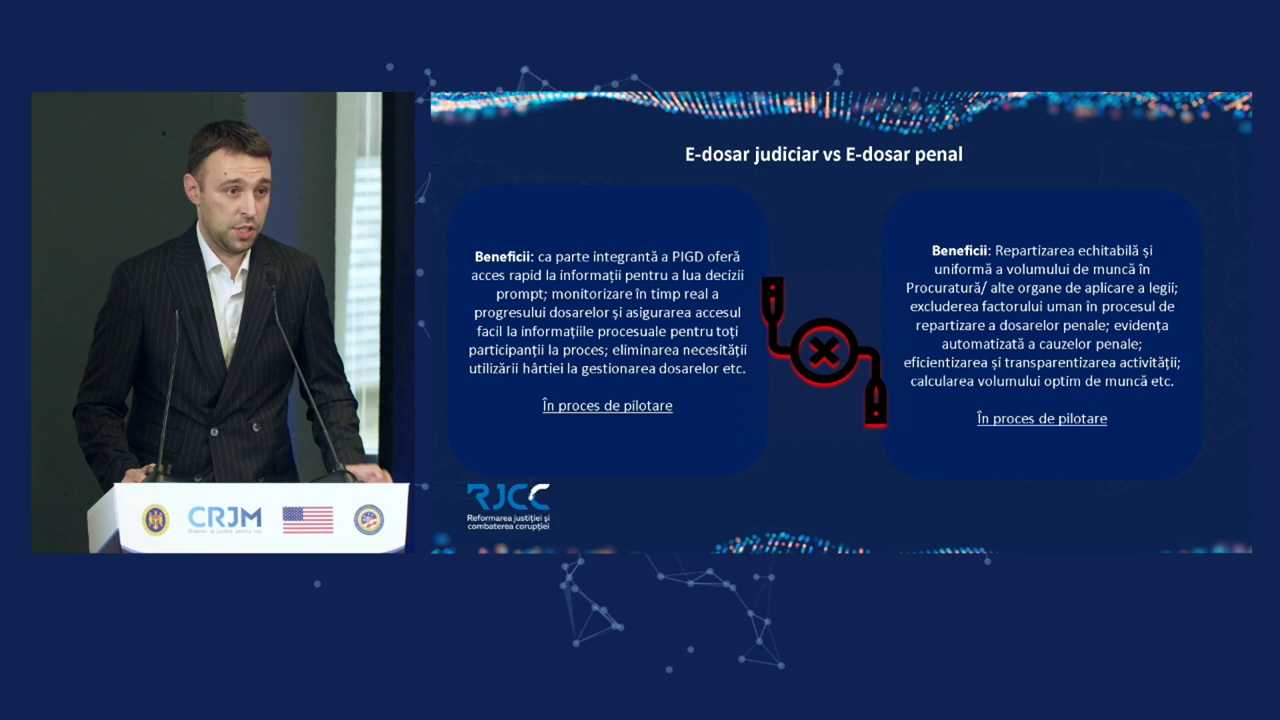 E-dosar judiciar vs E-dosar penal
Beneficii: ca parte integrantă a PIGD oferă
acces rapid la informații pentru a lua decizii
prompt; monitorizare în timp real a
progresului dosarelor și asigurarea accesul
facil la informațiile procesuale pentru toți
participanții la proces; eliminarea necesității
utilizării hârtiei la gestionarea dosarelor etc.
În proces de pilotare
Beneficii: Repartizarea echitabilă și
uniformă a volumului de muncă în
Procuratură/ alte organe de aplicare a legii;
excluderea factorului uman în procesul de
repartizare a dosarelor penale; evidența
automatizată a cauzelor penale;
eficientizarea și transparentizarea activității;
calcularea volumului optim de muncă etc.
În proces de pilotare
RJCC
Reformarea justiției și
combaterea corupției
CRJM